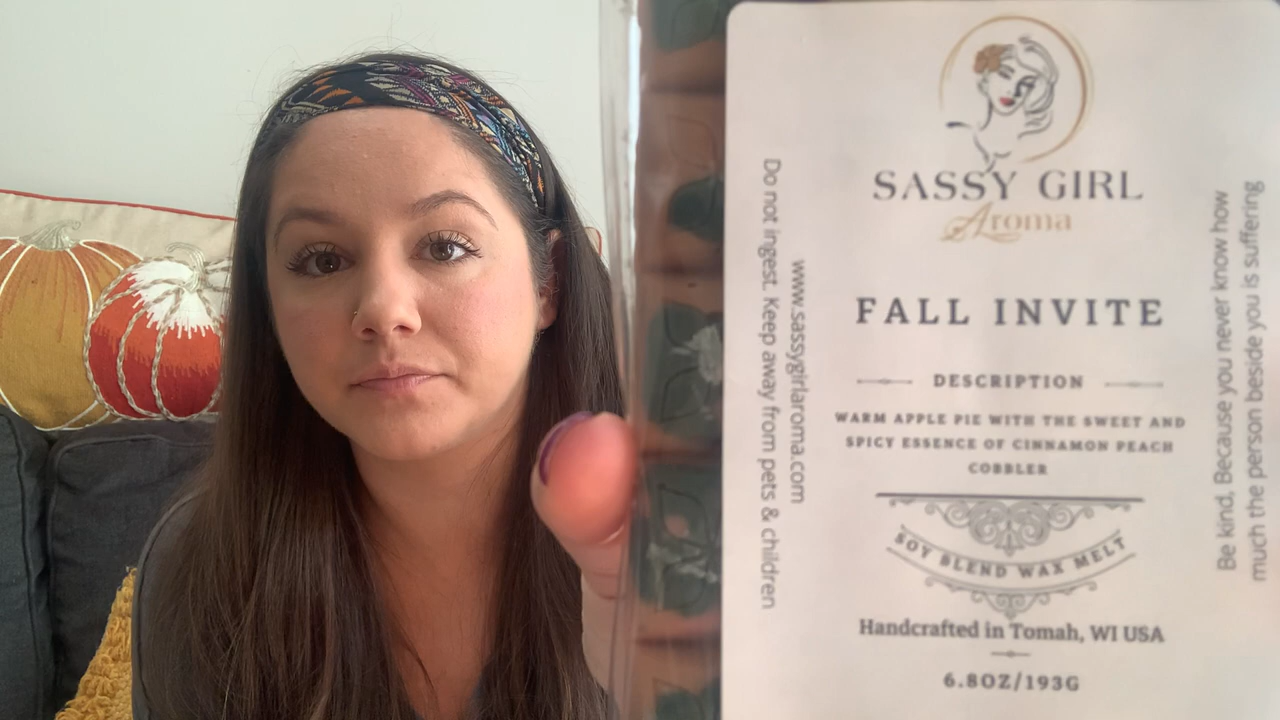 SASSY GIRL
Aroma
FALL INVITE
DESCRIPTION
WARM APPLE PIE WITH THE SWEET AND
SPICY ESSENCE OF CINNAMON PEACH
COBBLER
SOY BLEND WAX MELT
Handcrafted in Tomah, WI USA
6.8OZ/193G
www.sassygirlaroma.com
Do not ingest. Keep away from pets & children
Be kind. Because you never know how
much the person beside you is suffering